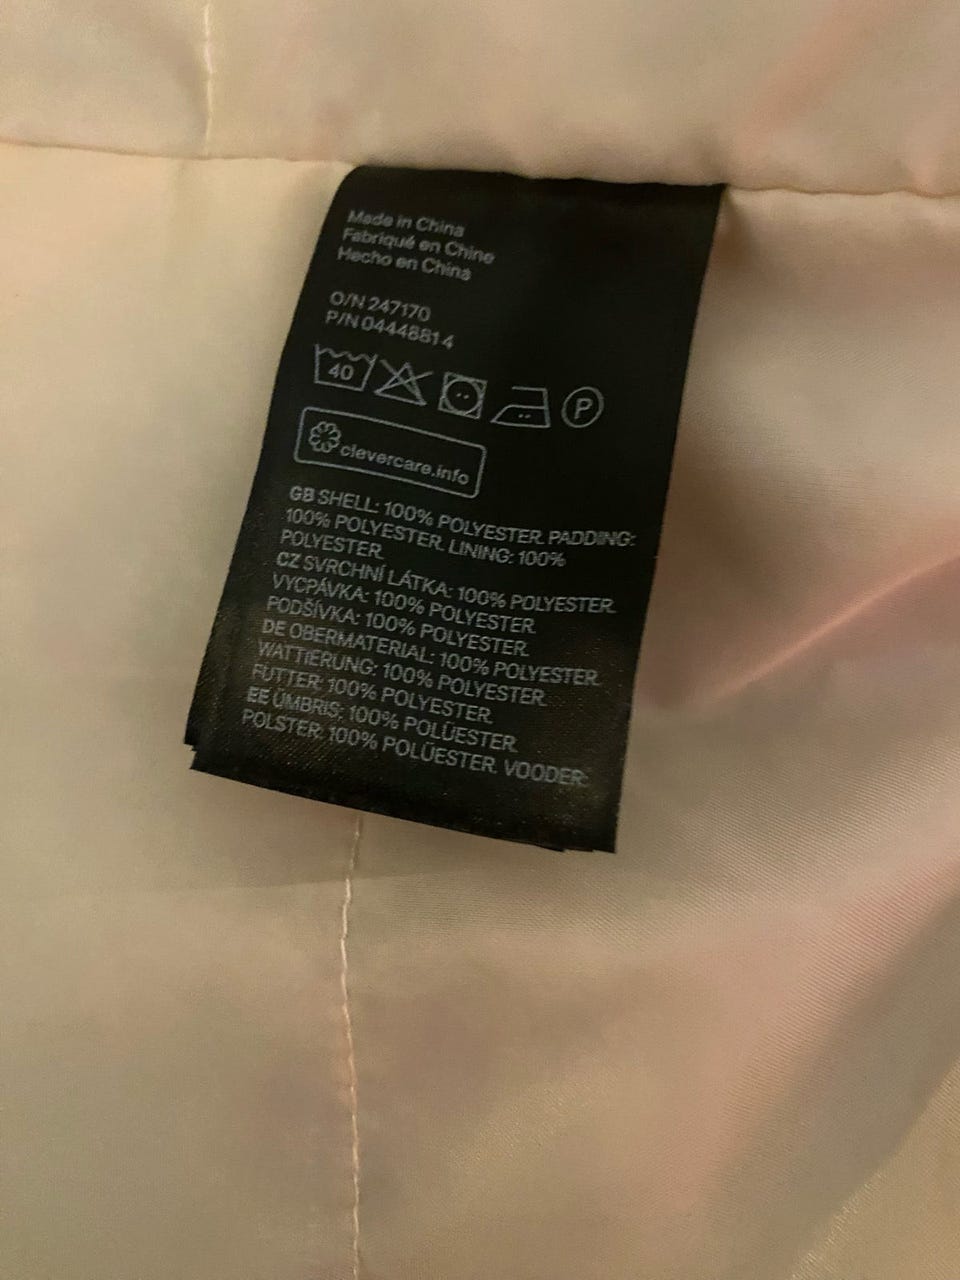 Made in China
Fabriqué en Chine
Hecho en China
O/N 247170
P/N 04448814
40 P
clevercare.info
GB SHELL: 100% POLYESTER. PADDING:
100% POLYESTER. LINING: 100%
POLYESTER.
CZ SVRCHNÍ LÁTKA: 100% POLYESTER.
VYCPÁVKA: 100% POLYESTER.
PODŠÍVKA: 100% POLYESTER.
DE OBERMATERIAL: 100% POLYESTER.
WATTIERUNG: 100% POLYESTER.
FUTTER: 100% POLYESTER.
EE ÜMBRIS: 100% POLÜESTER.
POLSTER: 100% POLÜESTER. VOODER: